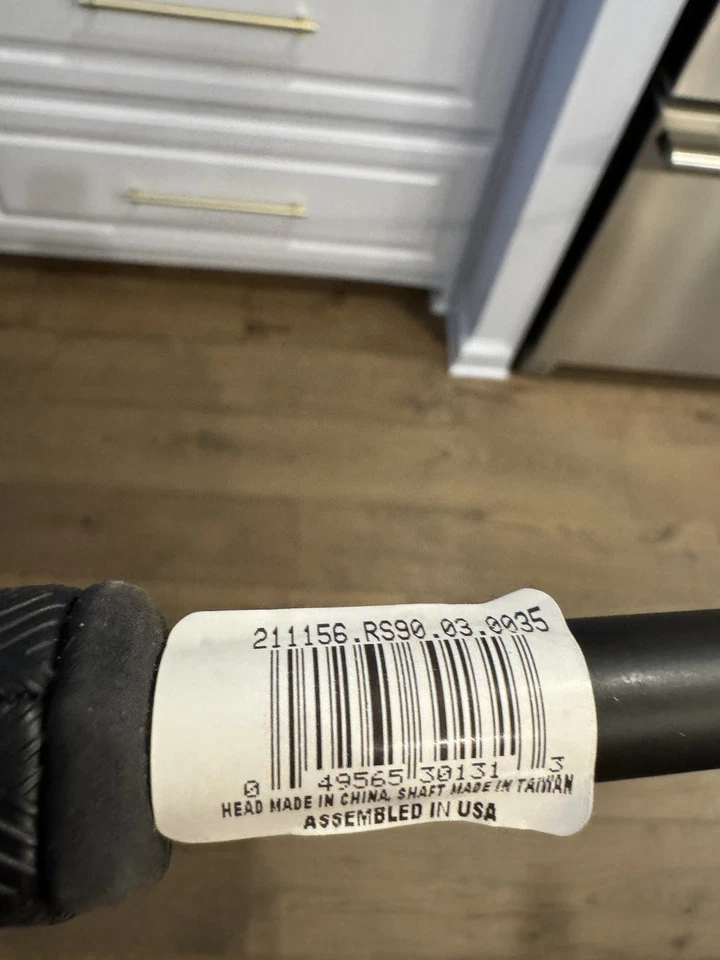 211156.RS90.03.0035
0 49565 30131 3
HEAD MADE IN CHINA, SHAFT MADE IN TAIWAN
ASSEMBLED IN USA